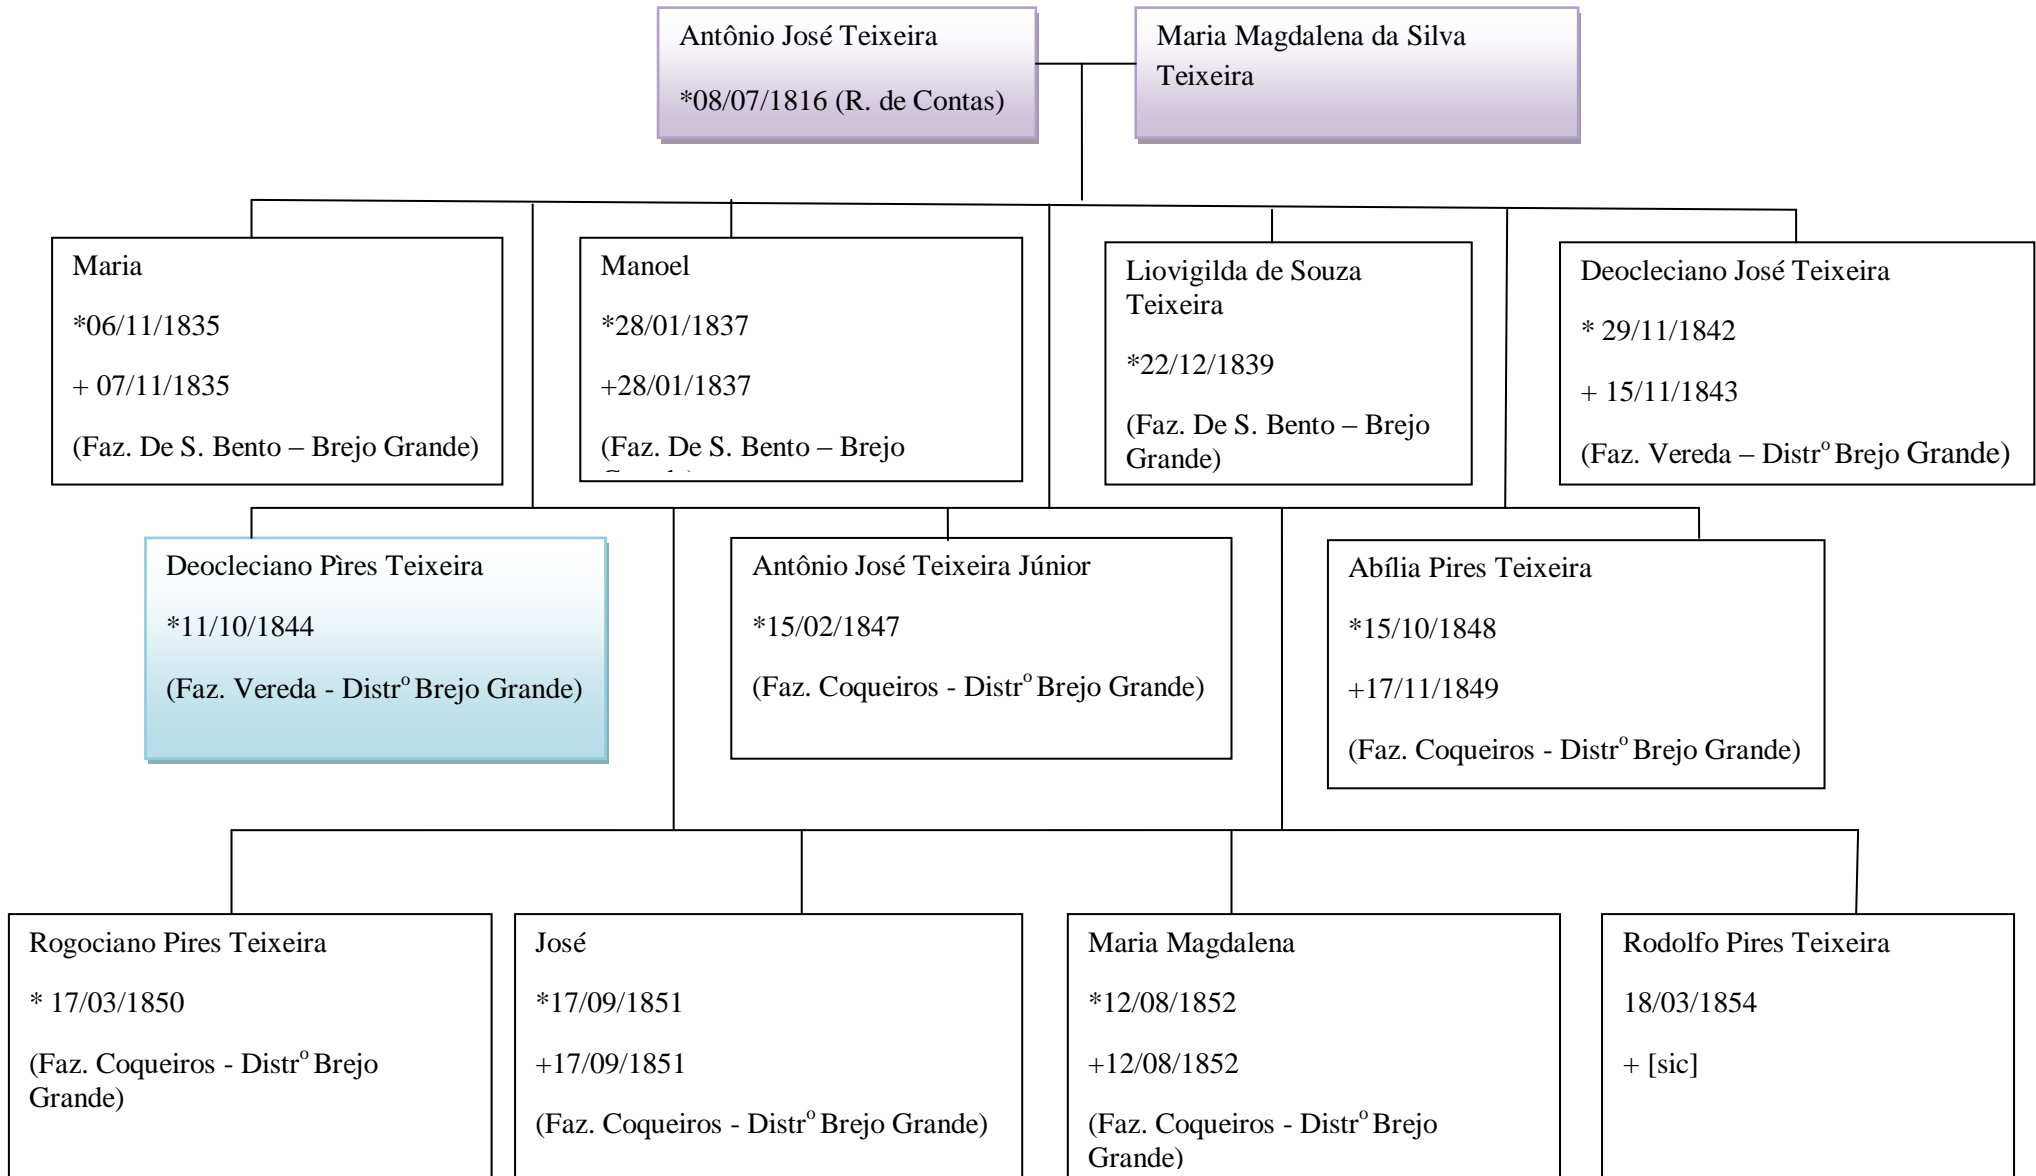 Antônio José Teixeira
*08/07/1816 (R. de Contas)
Maria Magdalena da Silva
Teixeira
Maria
*06/11/1835
+ 07/11/1835
(Faz. De S. Bento – Brejo Grande)
Manoel
*28/01/1837
+28/01/1837
(Faz. De S. Bento – Brejo
Liovigilda de Souza
Teixeira
*22/12/1839
(Faz. De S. Bento – Brejo
Grande)
Deocleciano José Teixeira
* 29/11/1842
+ 15/11/1843
(Faz. Vereda – Distrº Brejo Grande)
Deocleciano Pìres Teixeira
*11/10/1844
(Faz. Vereda - Distrº Brejo Grande)
Antônio José Teixeira Júnior
*15/02/1847
(Faz. Coqueiros - Distrº Brejo Grande)
Abília Pires Teixeira
*15/10/1848
+17/11/1849
(Faz. Coqueiros - Distrº Brejo Grande)
Rogociano Pires Teixeira
* 17/03/1850
(Faz. Coqueiros - Distrº Brejo
Grande)
José
*17/09/1851
+17/09/1851
(Faz. Coqueiros - Distrº Brejo Grande)
Maria Magdalena
*12/08/1852
+12/08/1852
(Faz. Coqueiros - Distrº Brejo
Grande)
Rodolfo Pires Teixeira
18/03/1854
+ [sic]